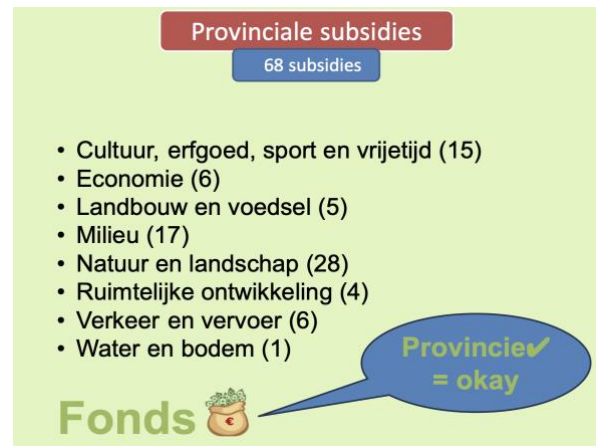 Provinciale subsidies
68 subsidies
• Cultuur, erfgoed, sport en vrijetijd (15)
• Economie (6)
• Landbouw en voedsel (5)
• Milieu (17)
• Natuur en landschap (28)
• Ruimtelijke ontwikkeling (4)
• Verkeer en vervoer (6)
• Water en bodem (1)
Provincie✔
= okay
Fonds
€